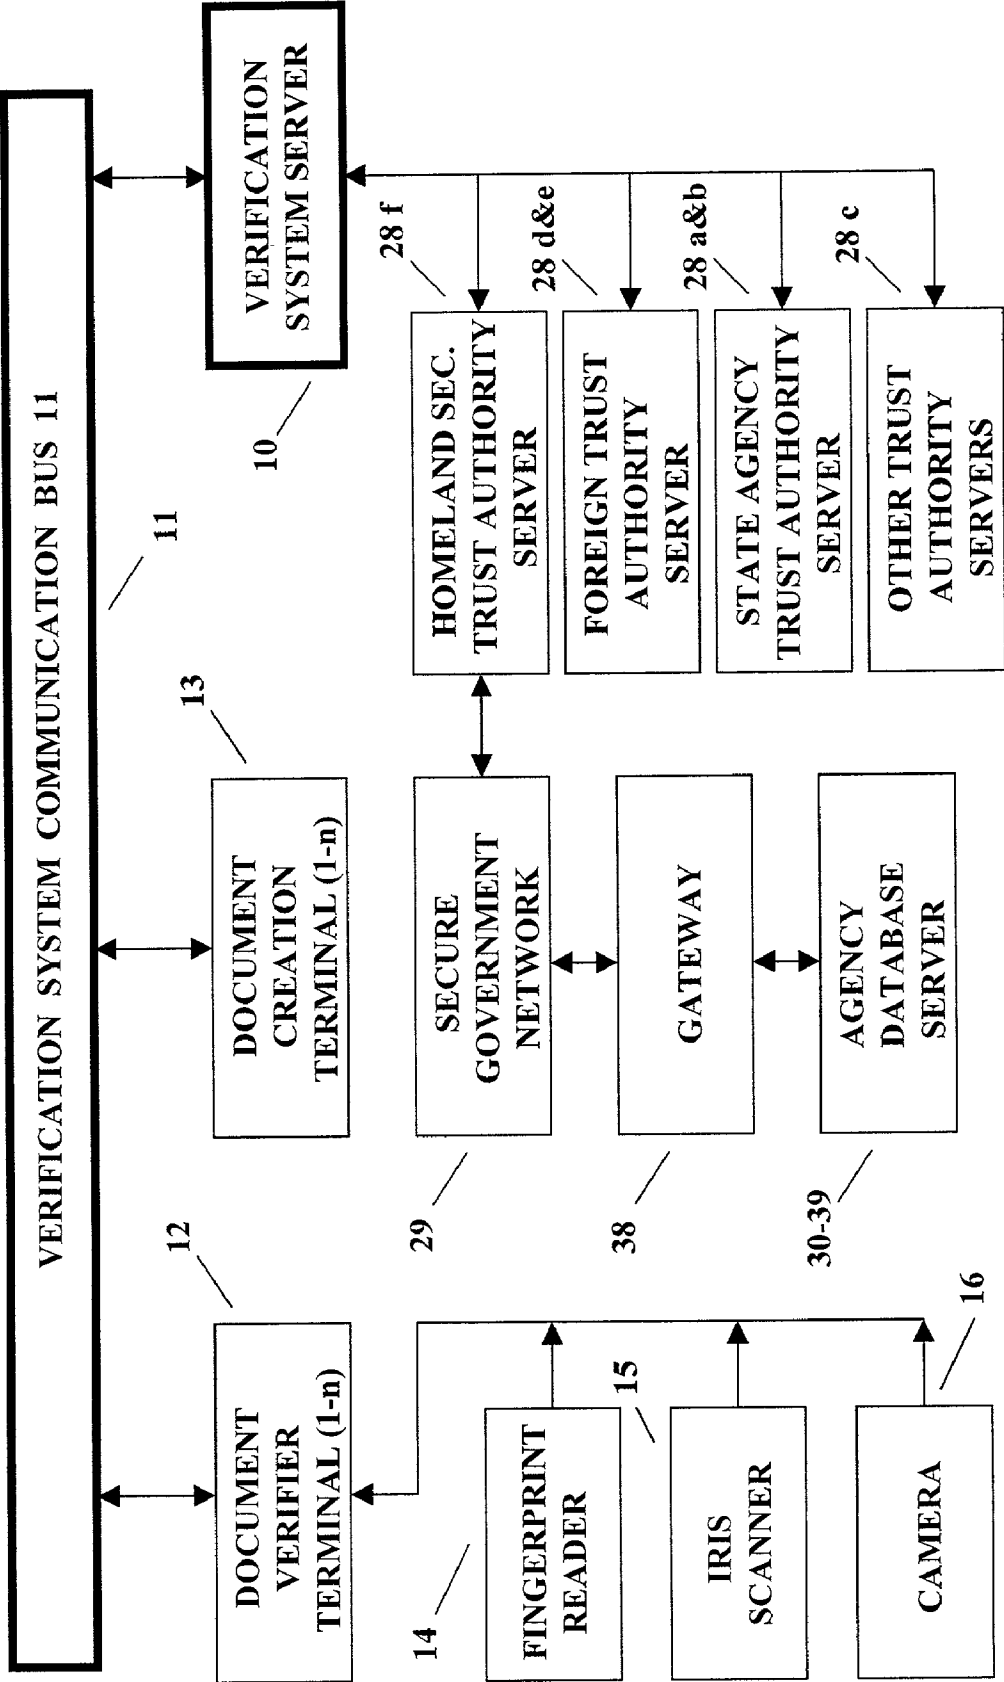 VERIFICATION SYSTEM COMMUNICATION BUS 11
11
12
13
10
DOCUMENT
VERIFIER
TERMINAL (1-n)
DOCUMENT
CREATION
TERMINAL (1-n)
VERIFICATION
SYSTEM SERVER
14
FINGERPRINT
READER
15
IRIS
SCANNER
16
CAMERA
29
SECURE
GOVERNMENT
NETWORK
38
GATEWAY
30-39
AGENCY
DATABASE
SERVER
28 f
HOMELAND SEC.
TRUST AUTHORITY
SERVER
28 d&e
FOREIGN TRUST
AUTHORITY
SERVER
28 a&b
STATE AGENCY
TRUST AUTHORITY
SERVER
28 c
OTHER TRUST
AUTHORITY
SERVERS